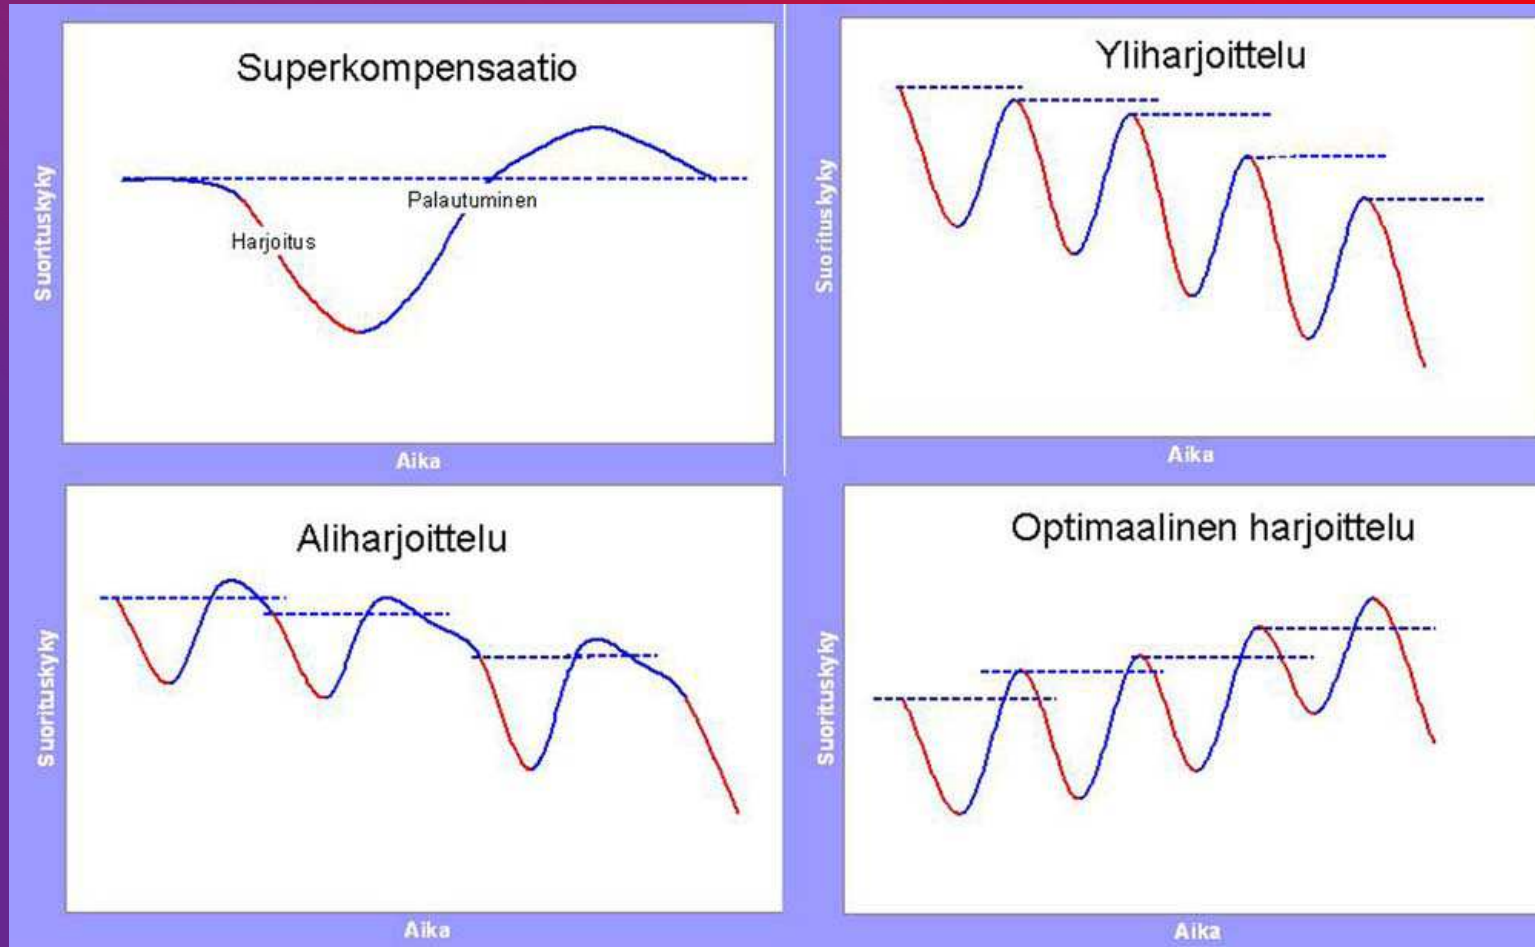 Superkompensaatio
Suorituskyky
Palautuminen
Harjoitus
Aika
Yliharjoittelu
Suorituskyky
Aika
Aliharjoittelu
Suorituskyky
Aika
Optimaalinen harjoittelu
Suorituskyky
Aika